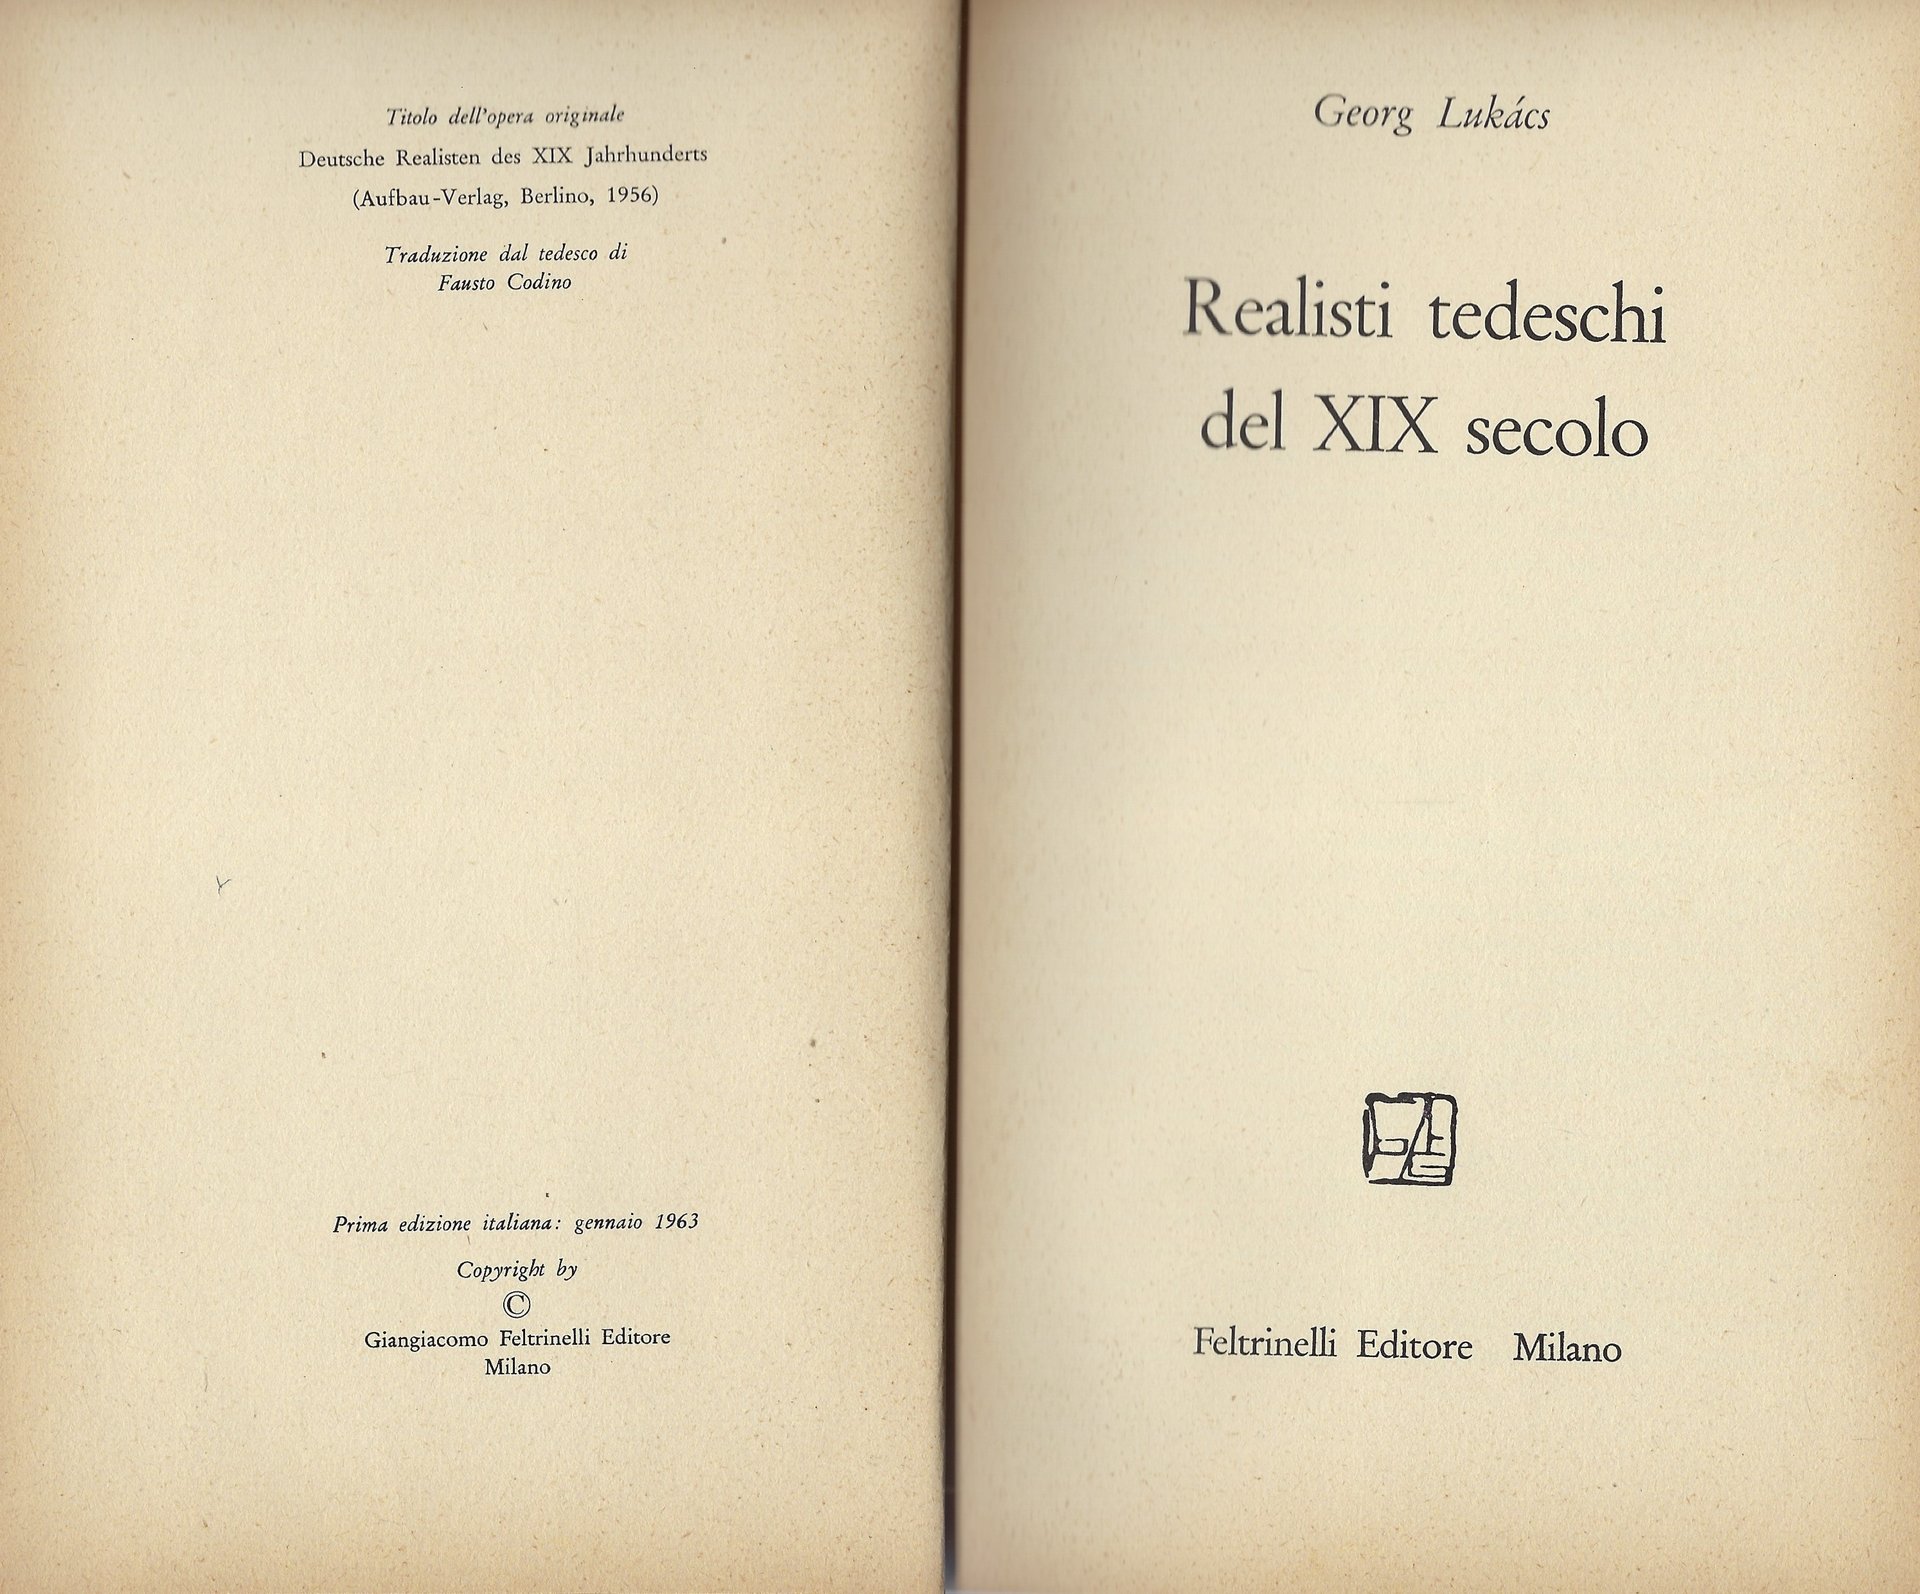 Titolo dell'opera originale
Deutsche Realisten des XIX Jahrhunderts
(Aufbau-Verlag, Berlino, 1956)
Traduzione dal tedesco di
Fausto Codino
Prima edizione italiana: gennaio 1963
Copyright by
©
Giangiacomo Feltrinelli Editore
Milano
Georg Lukács
Realisti tedeschi
del XIX secolo
Feltrinelli Editore Milano